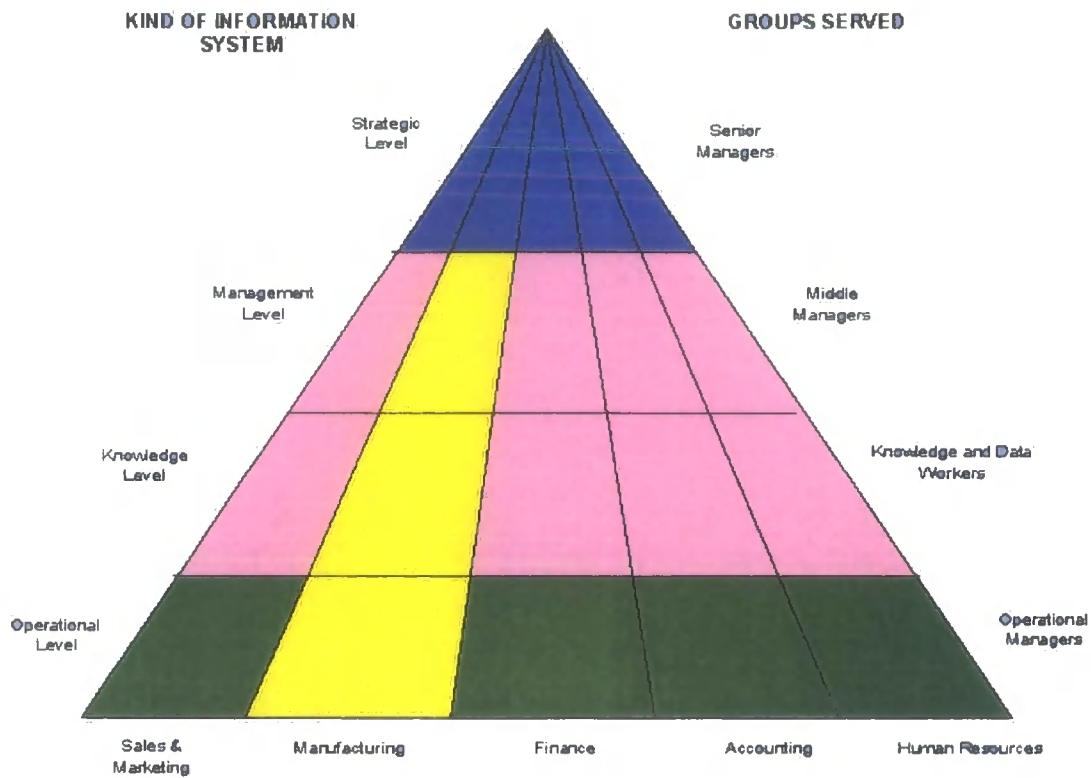 KIND OF INFORMATION
SYSTEM
GROUPS SERVED
Strategic
Level
Senior
Managers
Management
Level
Middle
Managers
Knowledge
Level
Knowledge and Data
Workers
Operational
Level
Operational
Managers
Sales &
Marketing
Manufacturing
Finance
Accounting
Human Resources